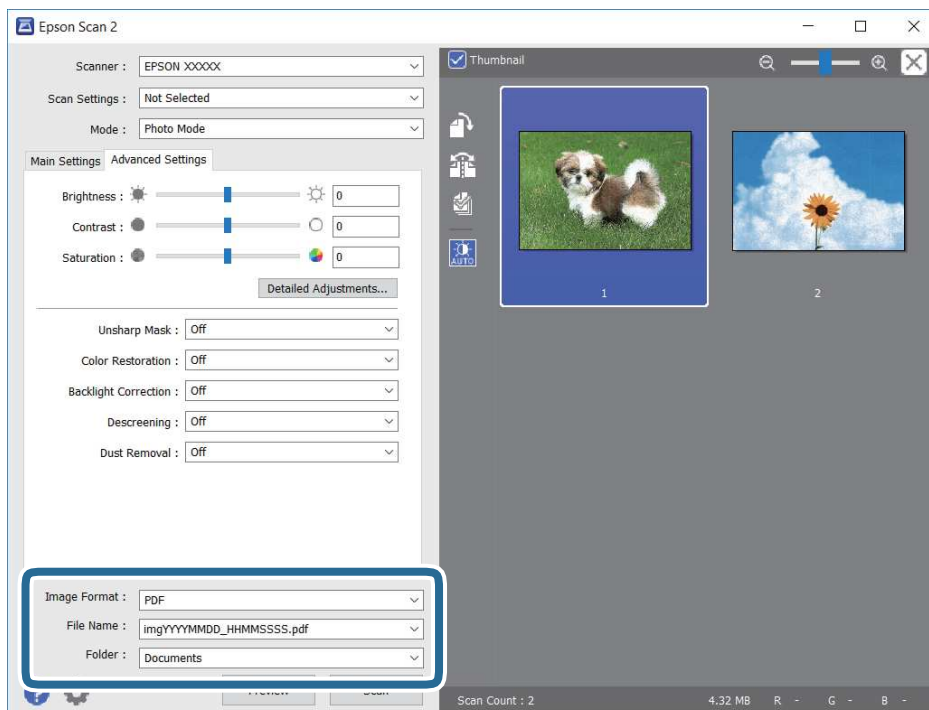 Epson Scan 2
Scanner : EPSON XXXXX
Scan Settings : Not Selected
Mode : Photo Mode
Main Settings Advanced Settings
Brightness : 0
Contrast : 0
Saturation : 0
Detailed Adjustments...
Unsharp Mask : Off
Color Restoration : Off
Backlight Correction : Off
Descreening : Off
Dust Removal : Off
Image Format : PDF
File Name : imgYYYYMMDD_HHMMSSSS.pdf
Folder : Documents
Preview Scan
Thumbnail
AUTO
1
2
Scan Count : 2 4.32 MB R - G - B -